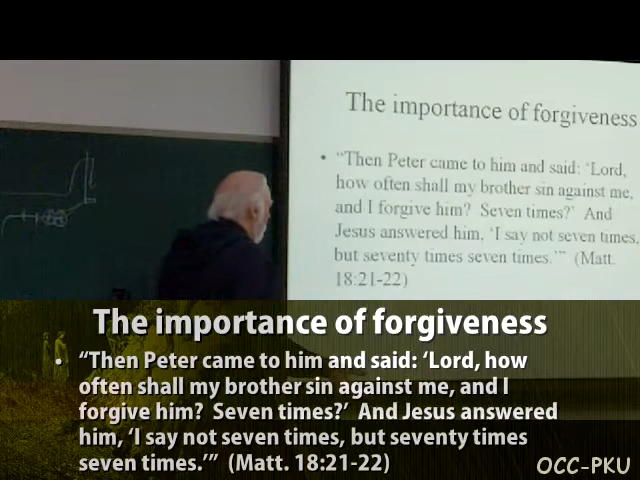 The importance of forgiveness
• “Then Peter came to him and said: ‘Lord,
how often shall my brother sin against me,
and I forgive him? Seven times?’ And
Jesus answered him, ‘I say not seven times,
but seventy times seven times.’” (Matt.
18:21-22)
The importance of forgiveness
• “Then Peter came to him and said: ‘Lord, how
often shall my brother sin against me, and I
forgive him? Seven times?’ And Jesus answered
him, ‘I say not seven times, but seventy times
seven times.’” (Matt. 18:21-22)
OCC-PKU